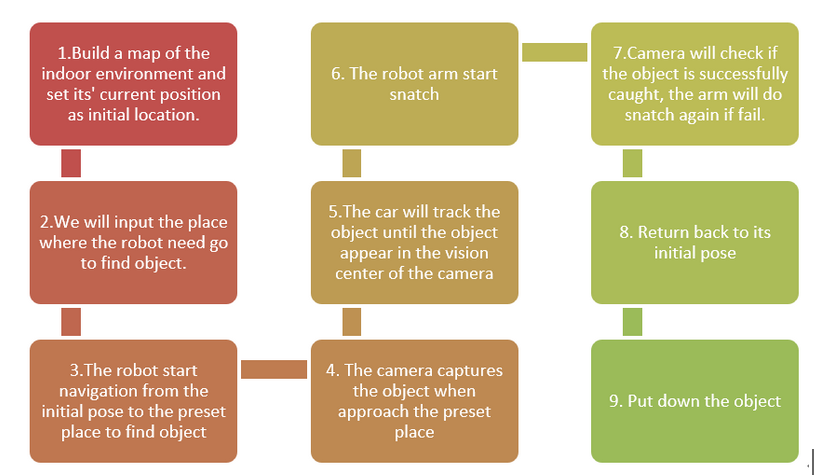 1.Build a map of the
indoor environment and
set its' current position
as initial location.
2.We will input the place
where the robot need go
to find object.
3.The robot start
navigation from the
initial pose to the preset
place to find object
4. The camera captures
the object when
approach the preset
place
5.The car will track the
object until the object
appear in the vision
center of the camera
6. The robot arm start
snatch
7.Camera will check if
the object is successfully
caught, the arm will do
snatch again if fail.
8. Return back to its
initial pose
9. Put down the object